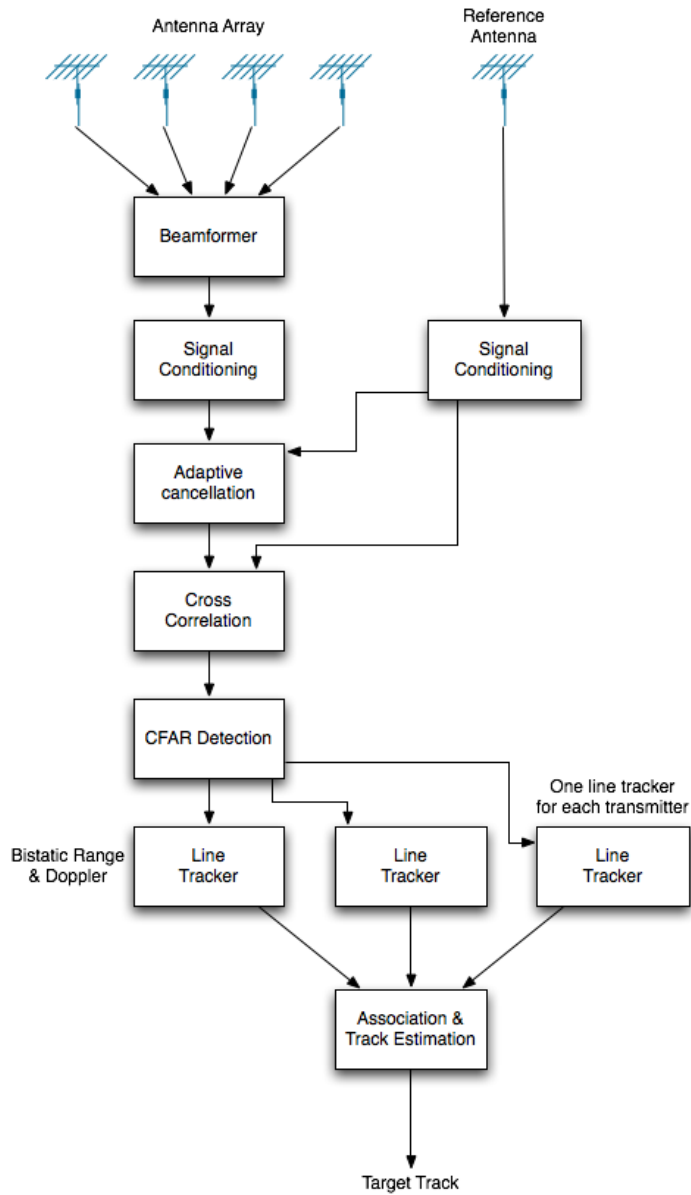 Antenna Array
Reference
Antenna
Beamformer
Signal
Conditioning
Signal
Conditioning
Adaptive
cancellation
Cross
Correlation
CFAR Detection
One line tracker
for each transmitter
Bistatic Range
& Doppler
Line
Tracker
Line
Tracker
Line
Tracker
Association &
Track Estimation
Target Track